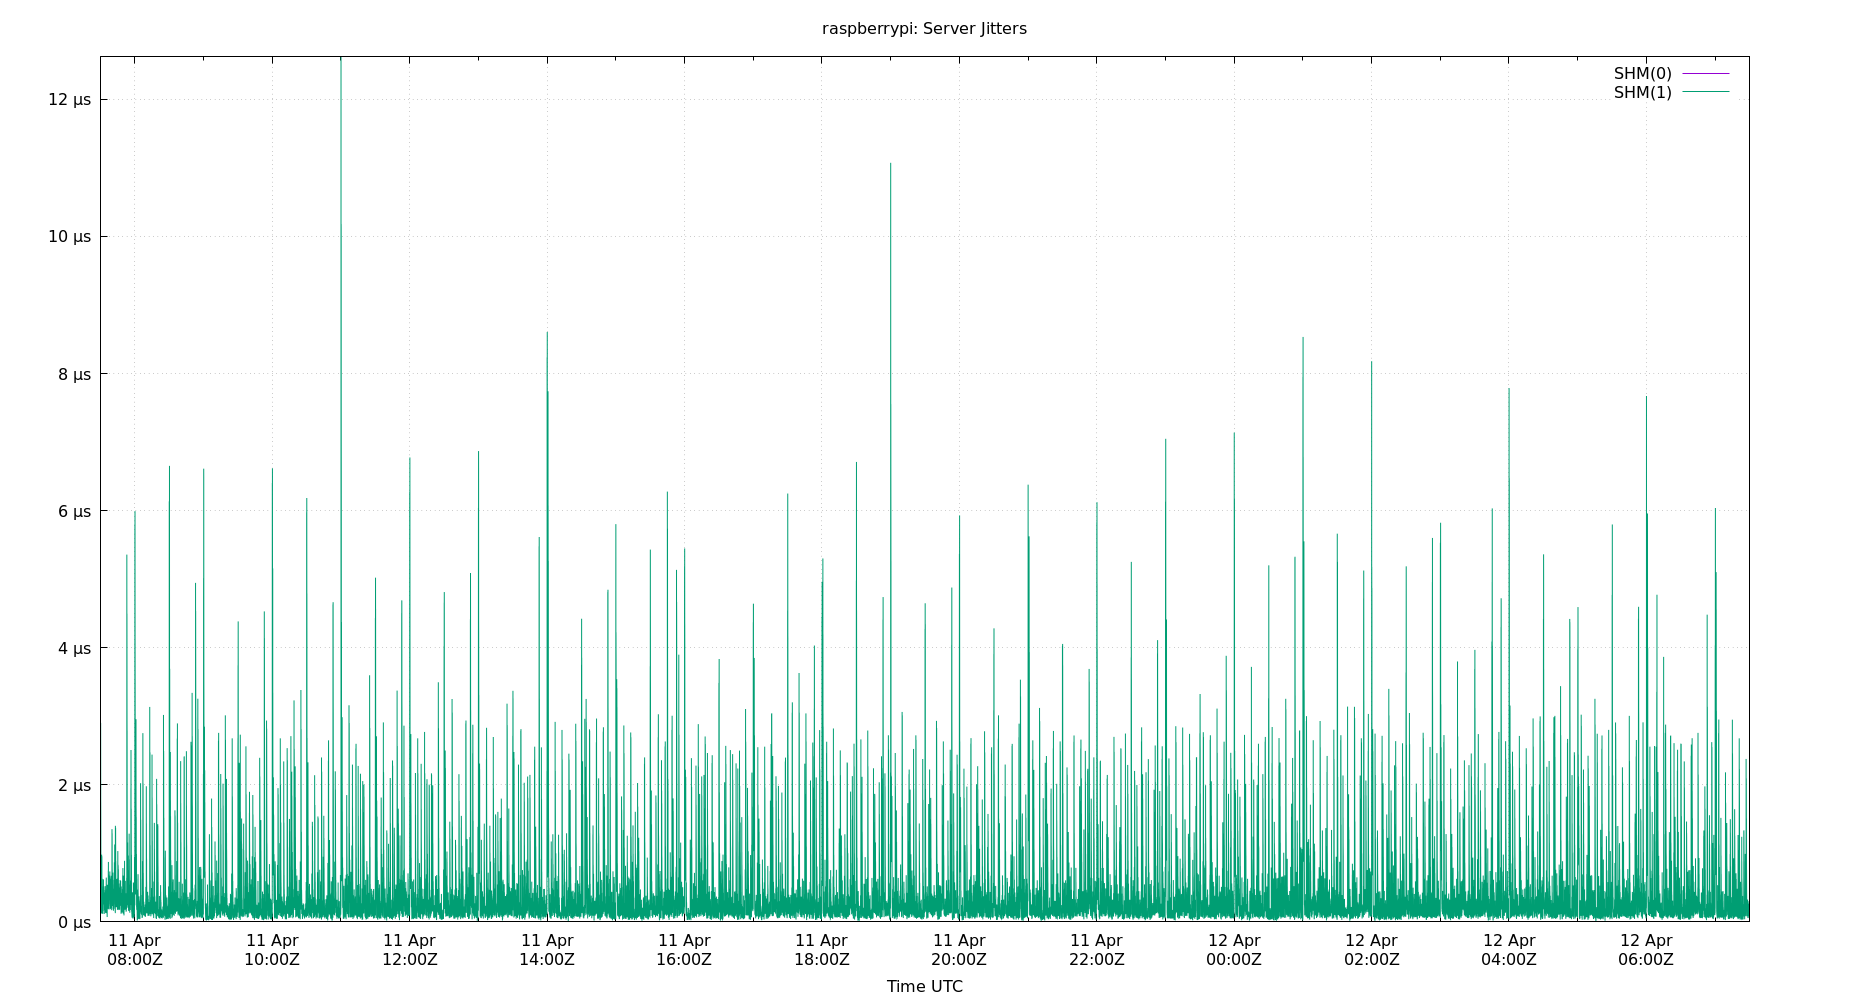 raspberrypi: Server Jitters
SHM(0)
SHM(1)
12 µs
10 µs
8 µs
6 µs
4 µs
2 µs
0 µs
11 Apr 11 Apr 11 Apr 11 Apr 11 Apr 11 Apr 11 Apr 11 Apr 12 Apr 12 Apr 12 Apr 12 Apr
08:00Z 10:00Z 12:00Z 14:00Z 16:00Z 18:00Z 20:00Z 22:00Z 00:00Z 02:00Z 04:00Z 06:00Z
Time UTC